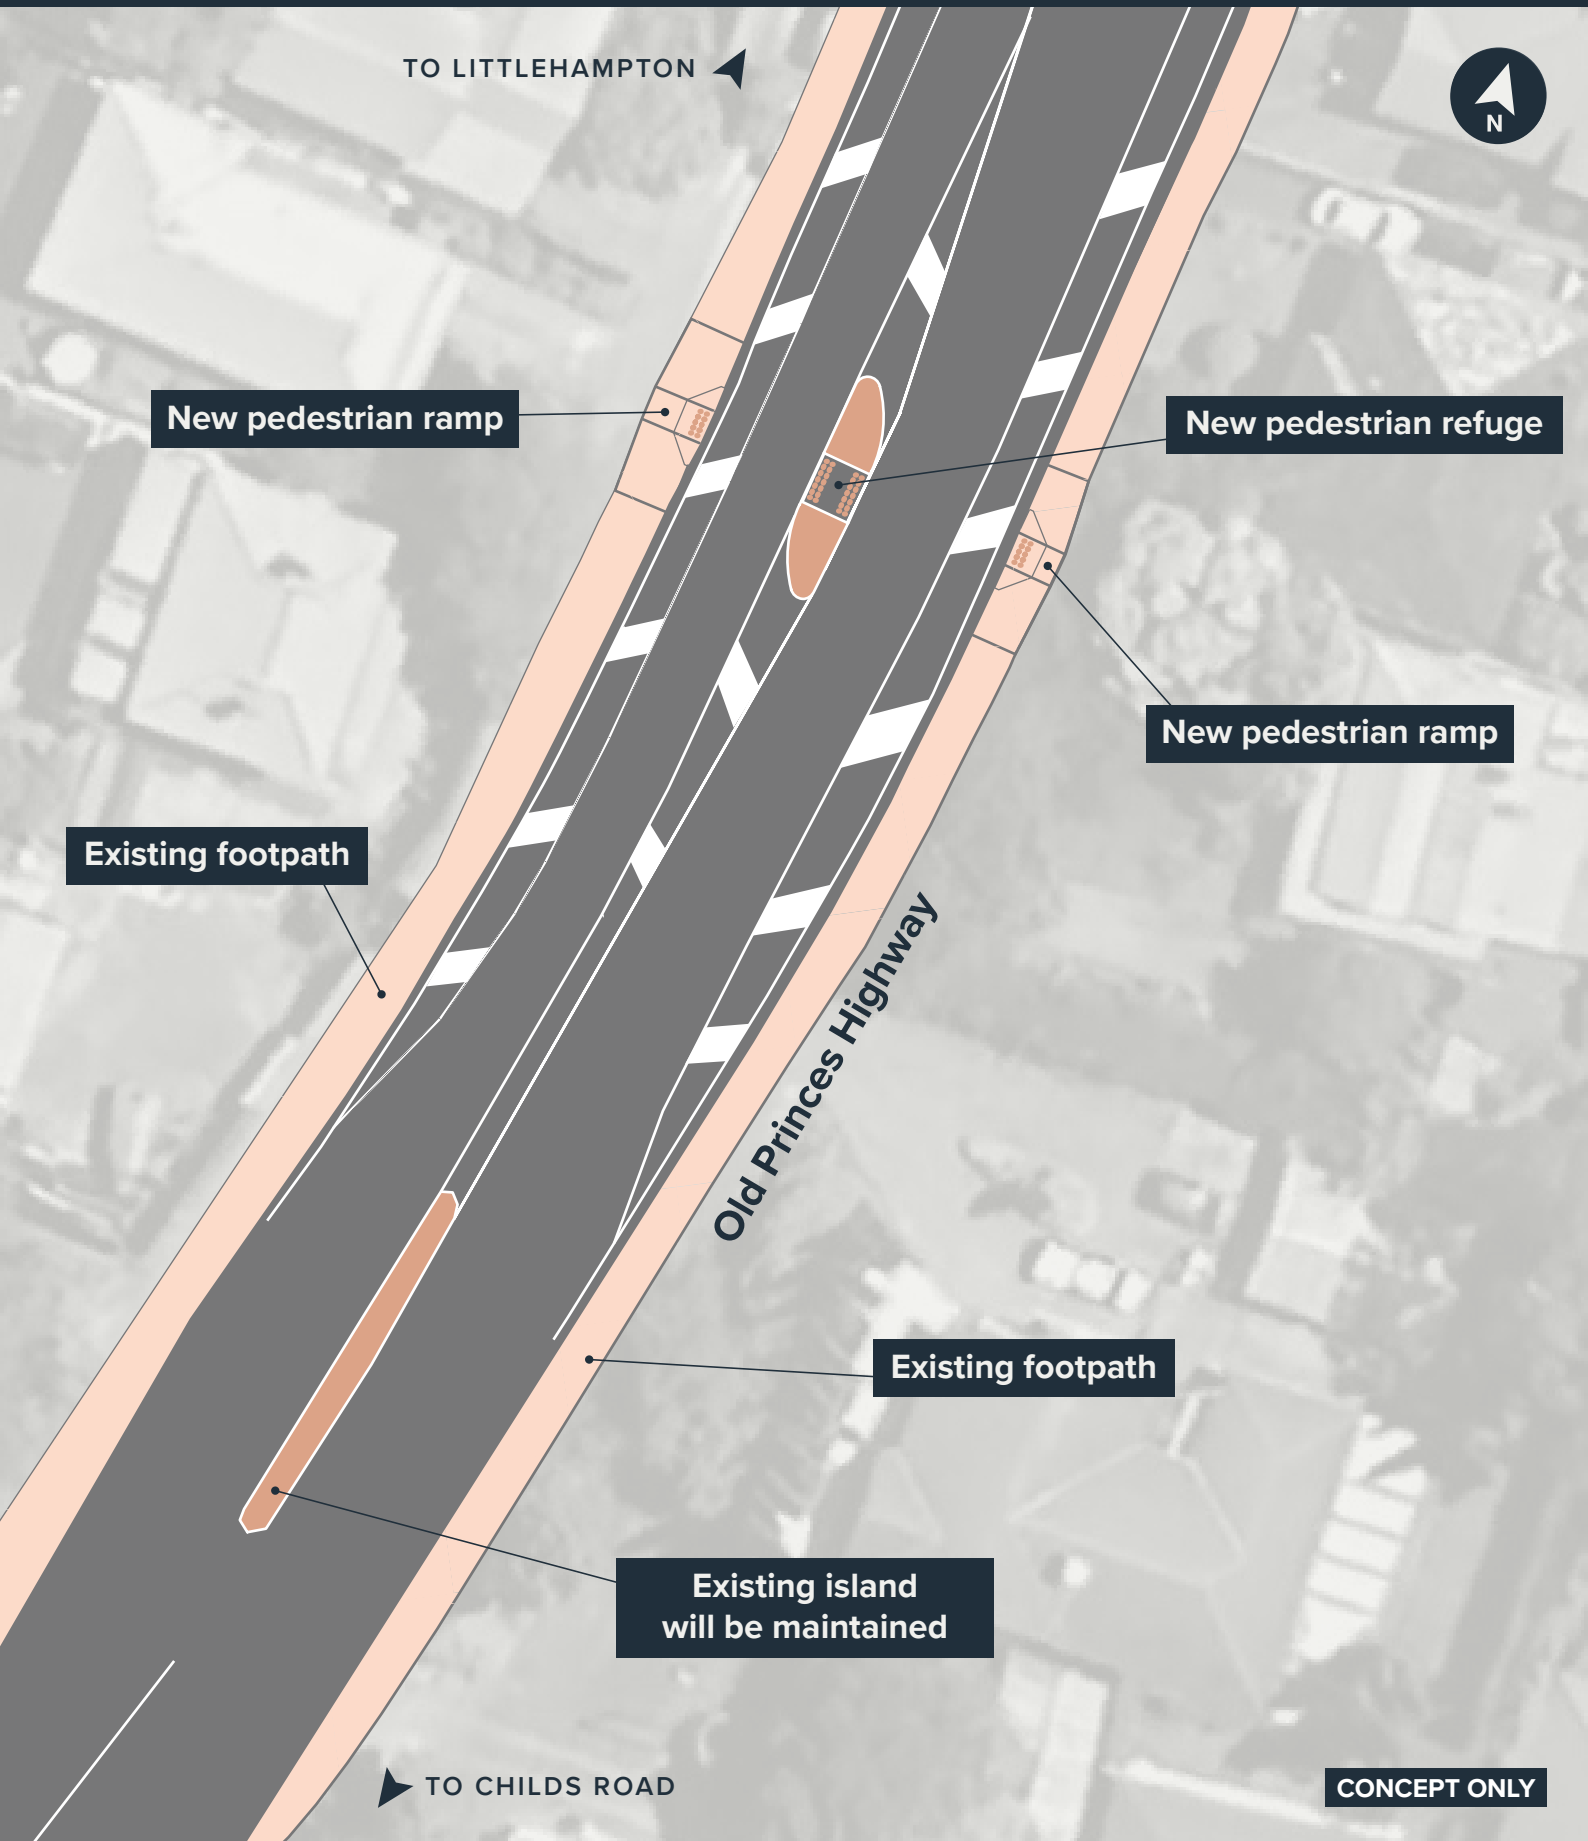 TO LITTLEHAMPTON
N
New pedestrian ramp
New pedestrian refuge
New pedestrian ramp
Existing footpath
Old Princes Highway
Existing footpath
Existing island
will be maintained
TO CHILDS ROAD
CONCEPT ONLY